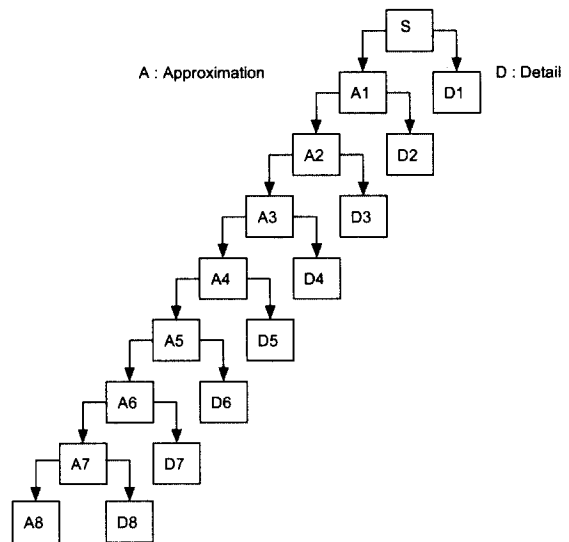 S
A : Approximation
D : Detail
A1
D1
A2
D2
A3
D3
A4
D4
A5
D5
A6
D6
A7
D7
A8
D8